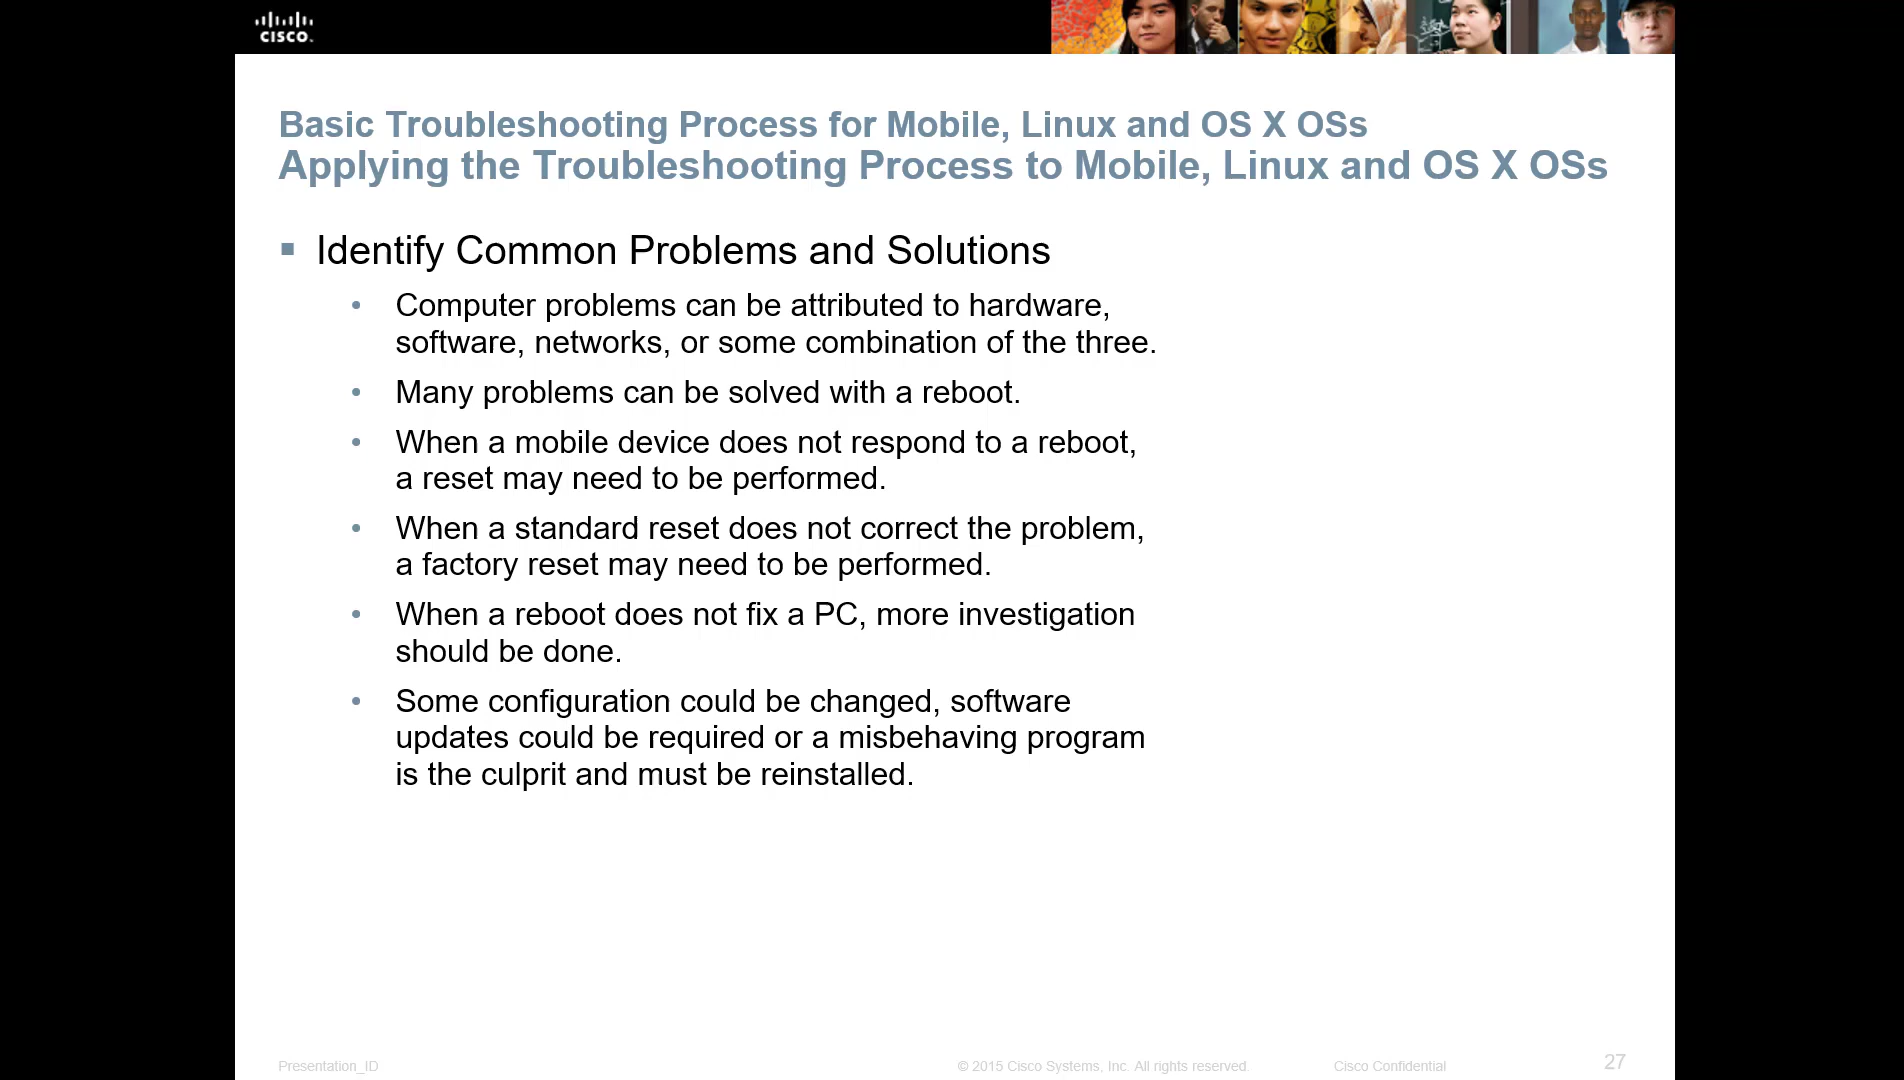 CISCO
Basic Troubleshooting Process for Mobile, Linux and OS X OSs
Applying the Troubleshooting Process to Mobile, Linux and OS X OSs
▪ Identify Common Problems and Solutions
• Computer problems can be attributed to hardware,
software, networks, or some combination of the three.
• Many problems can be solved with a reboot.
• When a mobile device does not respond to a reboot,
a reset may need to be performed.
• When a standard reset does not correct the problem,
a factory reset may need to be performed.
• When a reboot does not fix a PC, more investigation
should be done.
• Some configuration could be changed, software
updates could be required or a misbehaving program
is the culprit and must be reinstalled.
Presentation_ID © 2015 Cisco Systems, Inc. All rights reserved. Cisco Confidential 27